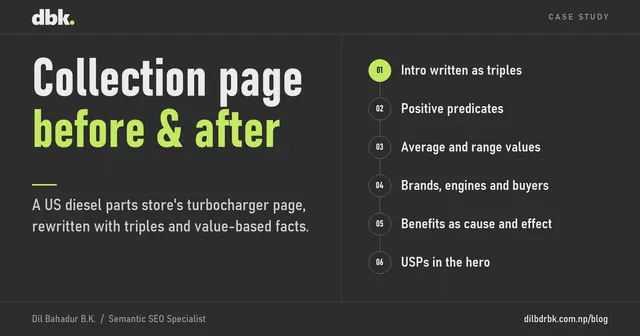 dbk.
CASE STUDY
Collection page
before & after
A US diesel parts store's turbocharger page,
rewritten with triples and value-based facts.
01 Intro written as triples
02 Positive predicates
03 Average and range values
04 Brands, engines and buyers
05 Benefits as cause and effect
06 USPs in the hero
Dil Bahadur B.K. / Semantic SEO Specialist
dilbdrbk.com.np/blog